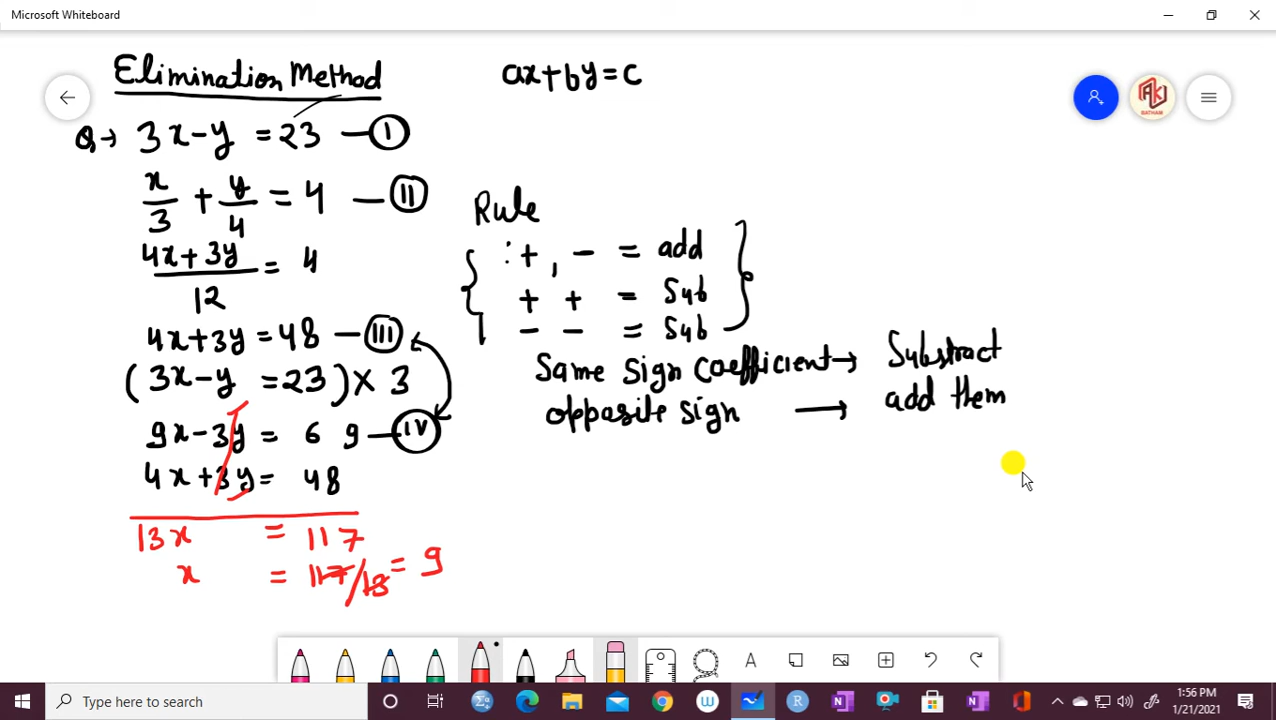 Microsoft Whiteboard
Elimination Method
ax+by=c
Q→ 3x-y = 23 — I
x/3 + y/4 = 4 — II
4x+3y/12 = 4
4x+3y = 48 — III
(3x-y = 23) × 3
9x-3y = 69 — IV
4x+3y = 48
13x = 117
x = 117/13 = 9
Rule
: + , - = add
+ + = Sub
- - = Sub
Same Sign Coefficient → Substract
opposite sign → add them
AK
GATHAM
A
Type here to search
1:56 PM
1/21/2021